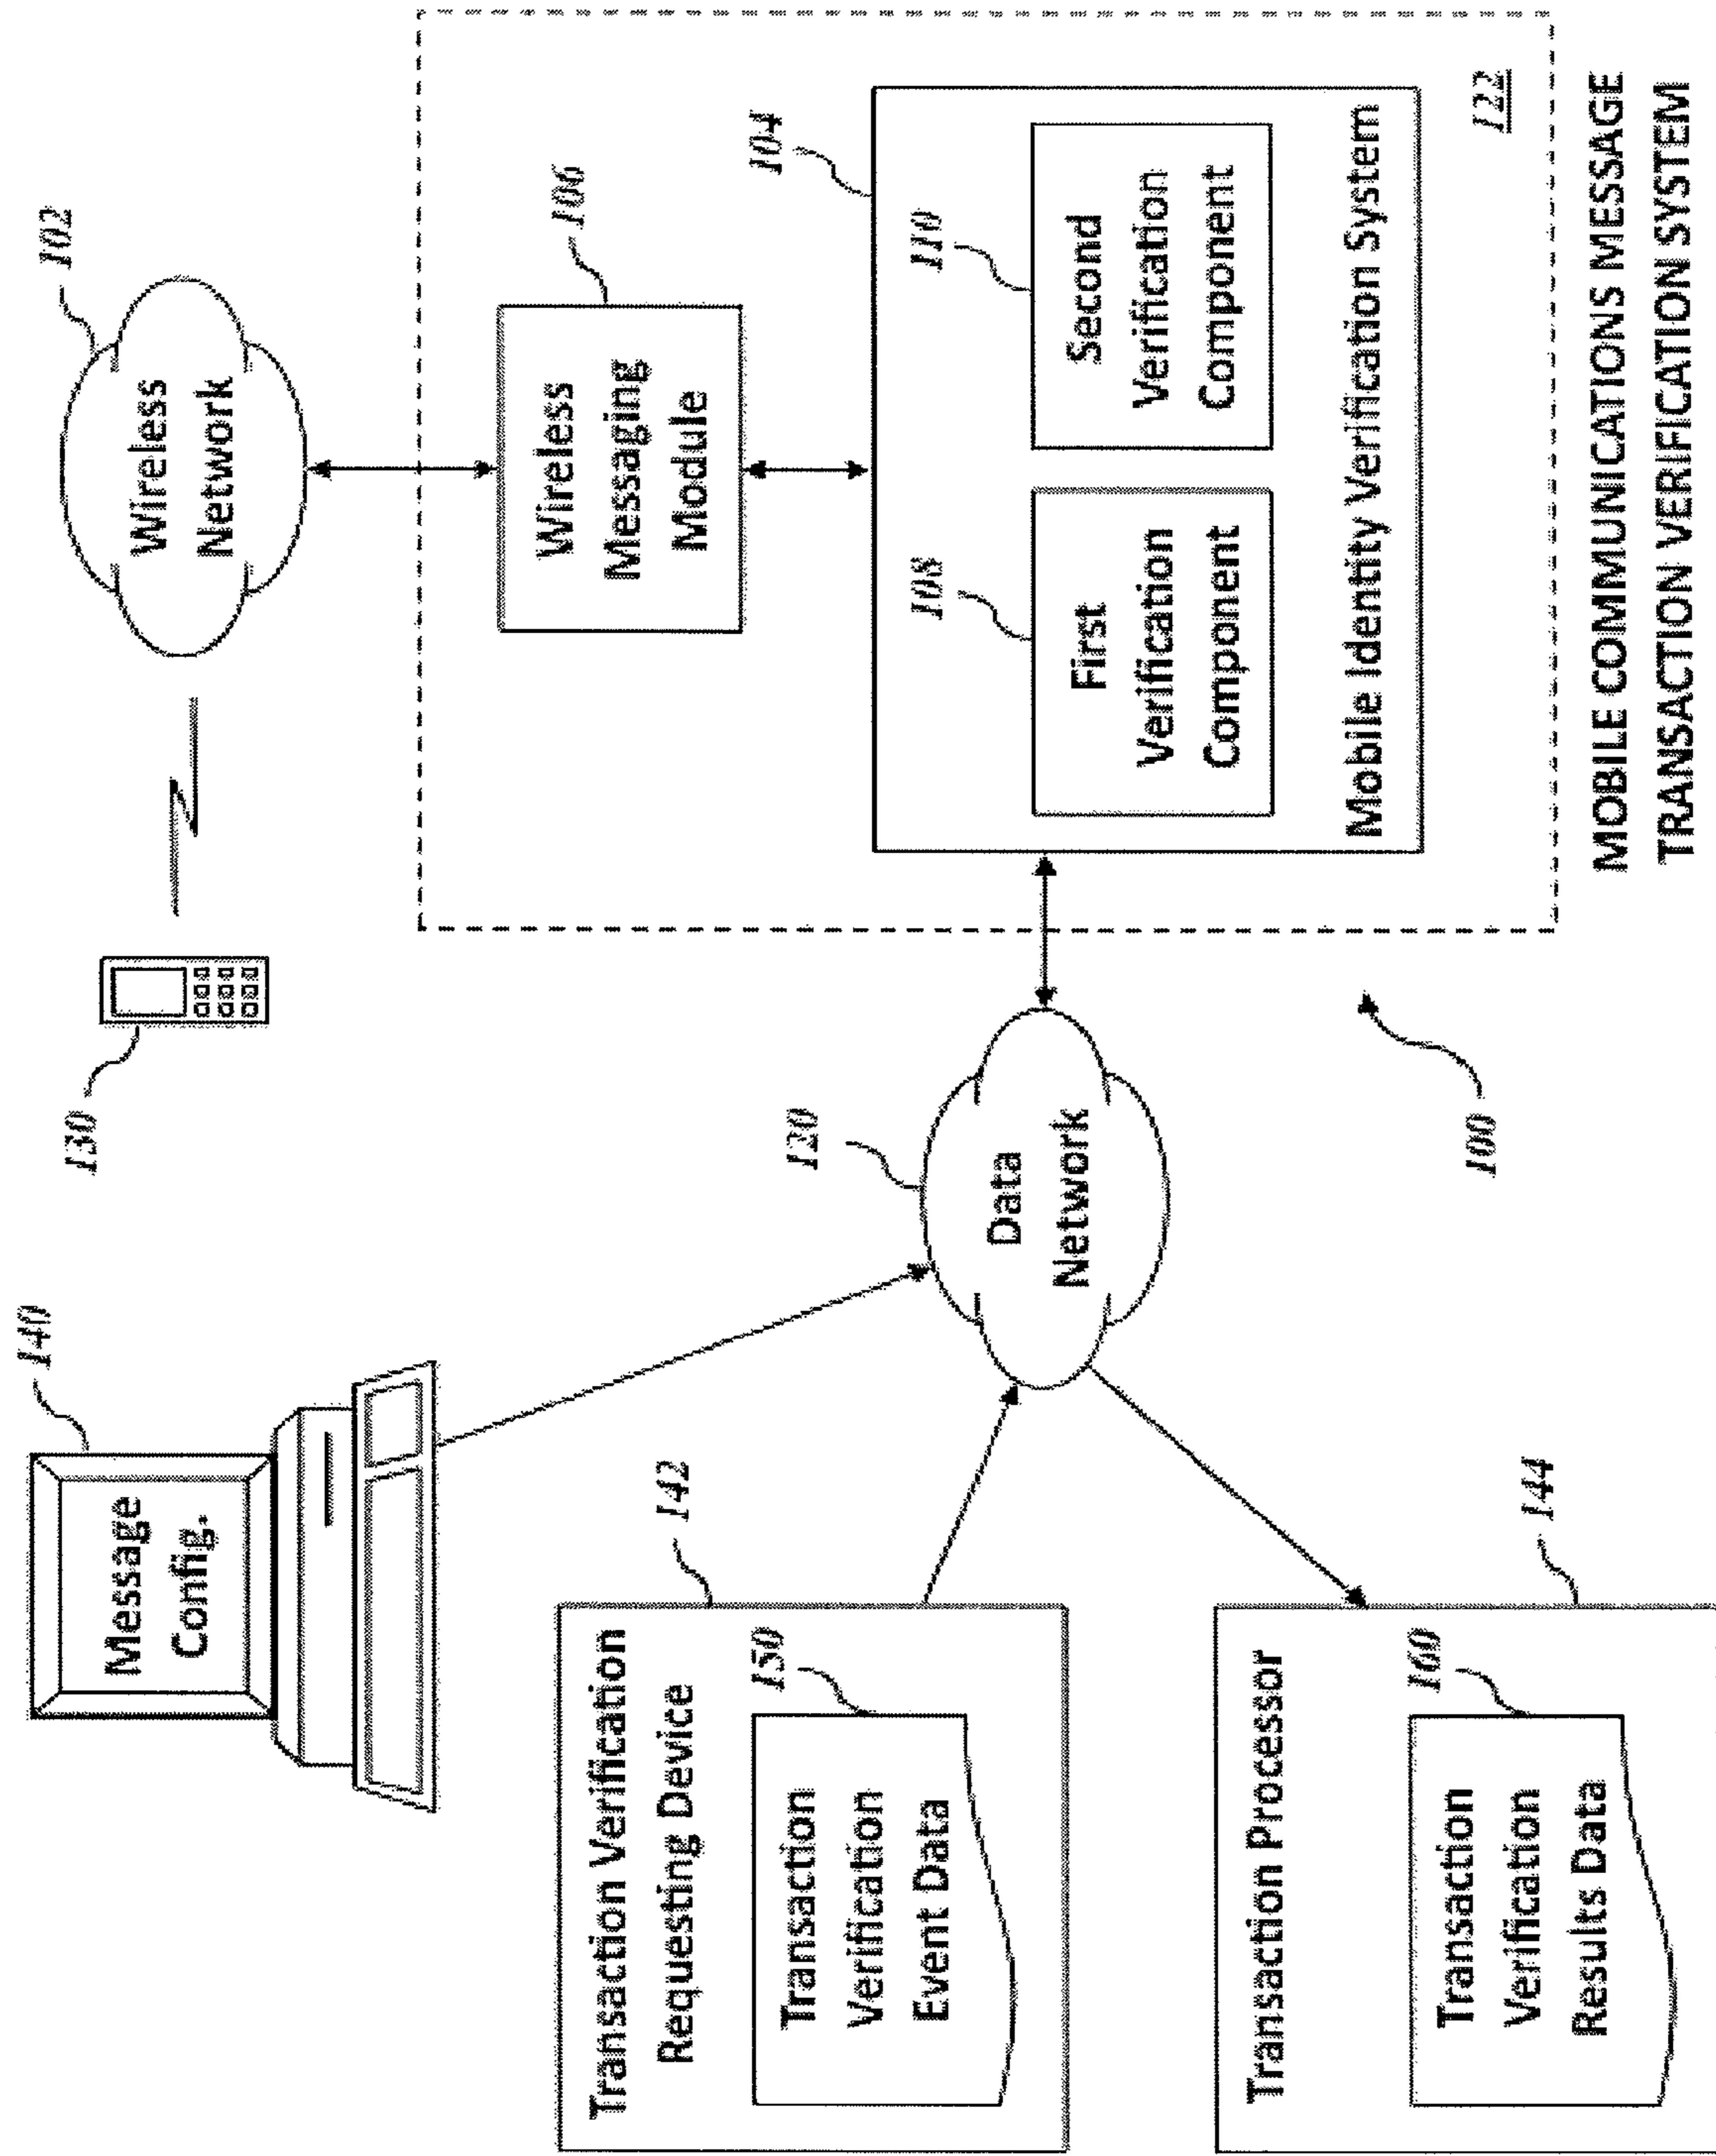 140
Message
Config.
130
102
Wireless
Network
106
Wireless
Messaging
Module
142
Transaction Verification
Requesting Device
150
Transaction
Verification
Event Data
120
Data
Network
104
108
First
Verification
Component
110
Second
Verification
Component
Mobile Identity Verification System
122
144
Transaction Processor
160
Transaction
Verification
Results Data
100
MOBILE COMMUNICATIONS MESSAGE
TRANSACTION VERIFICATION SYSTEM